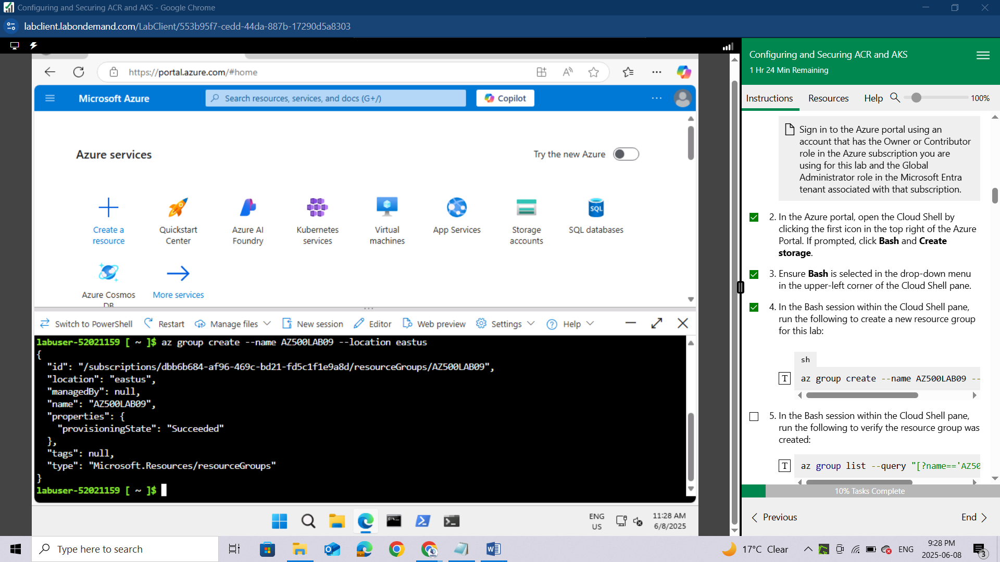 Configuring and Securing ACR and AKS - Google Chrome
labclient.labondemand.com/LabClient/553b95f7-cedd-44da-887b-17290d5a8303
https://portal.azure.com/#home
Microsoft Azure
Search resources, services, and docs (G+/)
Copilot
Azure services
Try the new Azure
Create a resource
Quickstart Center
Azure AI Foundry
Kubernetes services
Virtual machines
App Services
Storage accounts
SQL databases
Azure Cosmos DB
More services
Switch to PowerShell
Restart
Manage files
New session
Editor
Web preview
Settings
Help
labuser-52021159 [ ~ ]$ az group create --name AZ500LAB09 --location eastus
{
"id": "/subscriptions/dbb6b684-af96-469c-bd21-fd5c1f1e9a8d/resourceGroups/AZ500LAB09",
"location": "eastus",
"managedBy": null,
"name": "AZ500LAB09",
"properties": {
"provisioningState": "Succeeded"
},
"tags": null,
"type": "Microsoft.Resources/resourceGroups"
}
labuser-52021159 [ ~ ]$
ENG
US
11:28 AM
6/8/2025
Configuring and Securing ACR and AKS
1 Hr 24 Min Remaining
Instructions
Resources
Help
100%
Sign in to the Azure portal using an
account that has the Owner or Contributor
role in the Azure subscription you are
using for this lab and the Global
Administrator role in the Microsoft Entra
tenant associated with that subscription.
2. In the Azure portal, open the Cloud Shell by
clicking the first icon in the top right of the Azure
Portal. If prompted, click Bash and Create
storage.
3. Ensure Bash is selected in the drop-down menu
in the upper-left corner of the Cloud Shell pane.
4. In the Bash session within the Cloud Shell pane,
run the following to create a new resource group
for this lab:
sh
T
az group create --name AZ500LAB09 --
5. In the Bash session within the Cloud Shell pane,
run the following to verify the resource group was
created:
T
az group list --query "[?name=='AZ50
10% Tasks Complete
Previous
End
Type here to search
17°C Clear
ENG
9:28 PM
2025-06-08
3